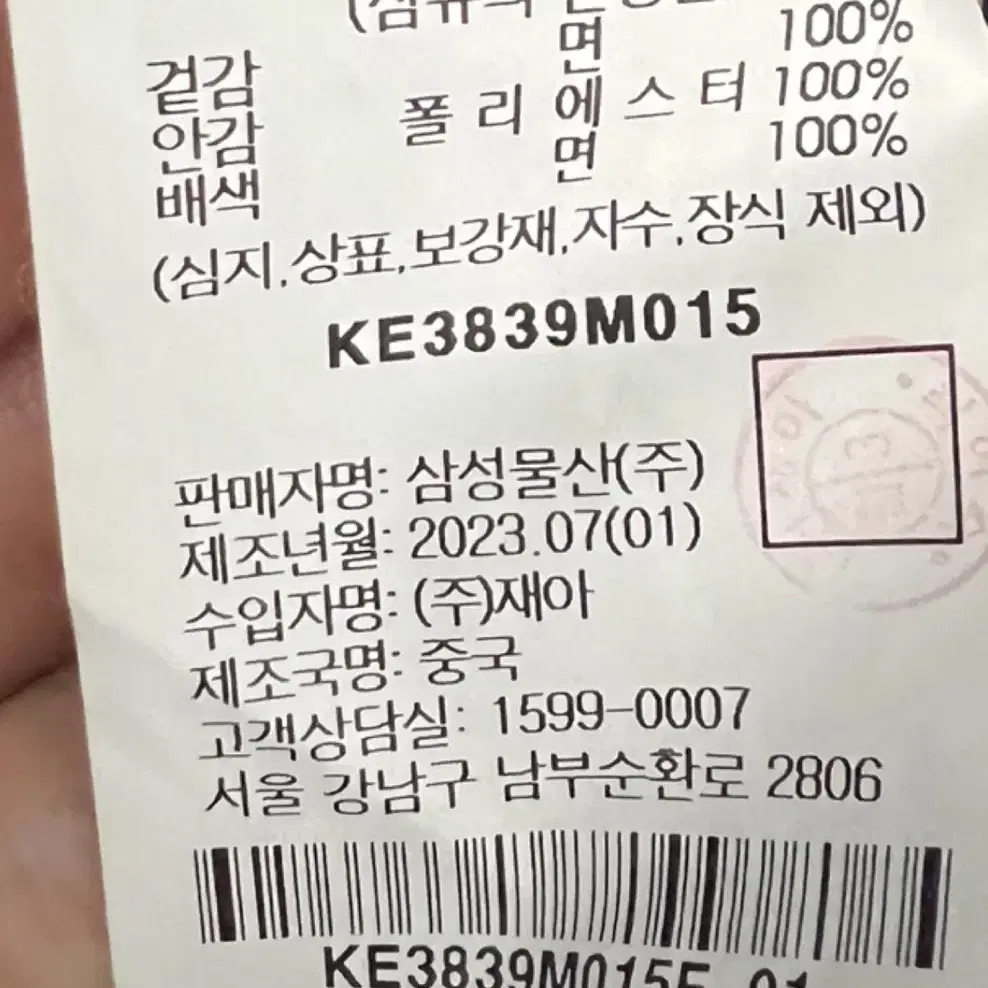 면 100%
겉감 폴리에스터 100%
안감 면 100%
배색
(심지,상표,보강재,자수,장식 제외)
KE3839M015
판매자명: 삼성물산(주)
제조년월: 2023.07(01)
수입자명: (주)재아
제조국명: 중국
고객상담실: 1599-0007
서울 강남구 남부순환로 2806